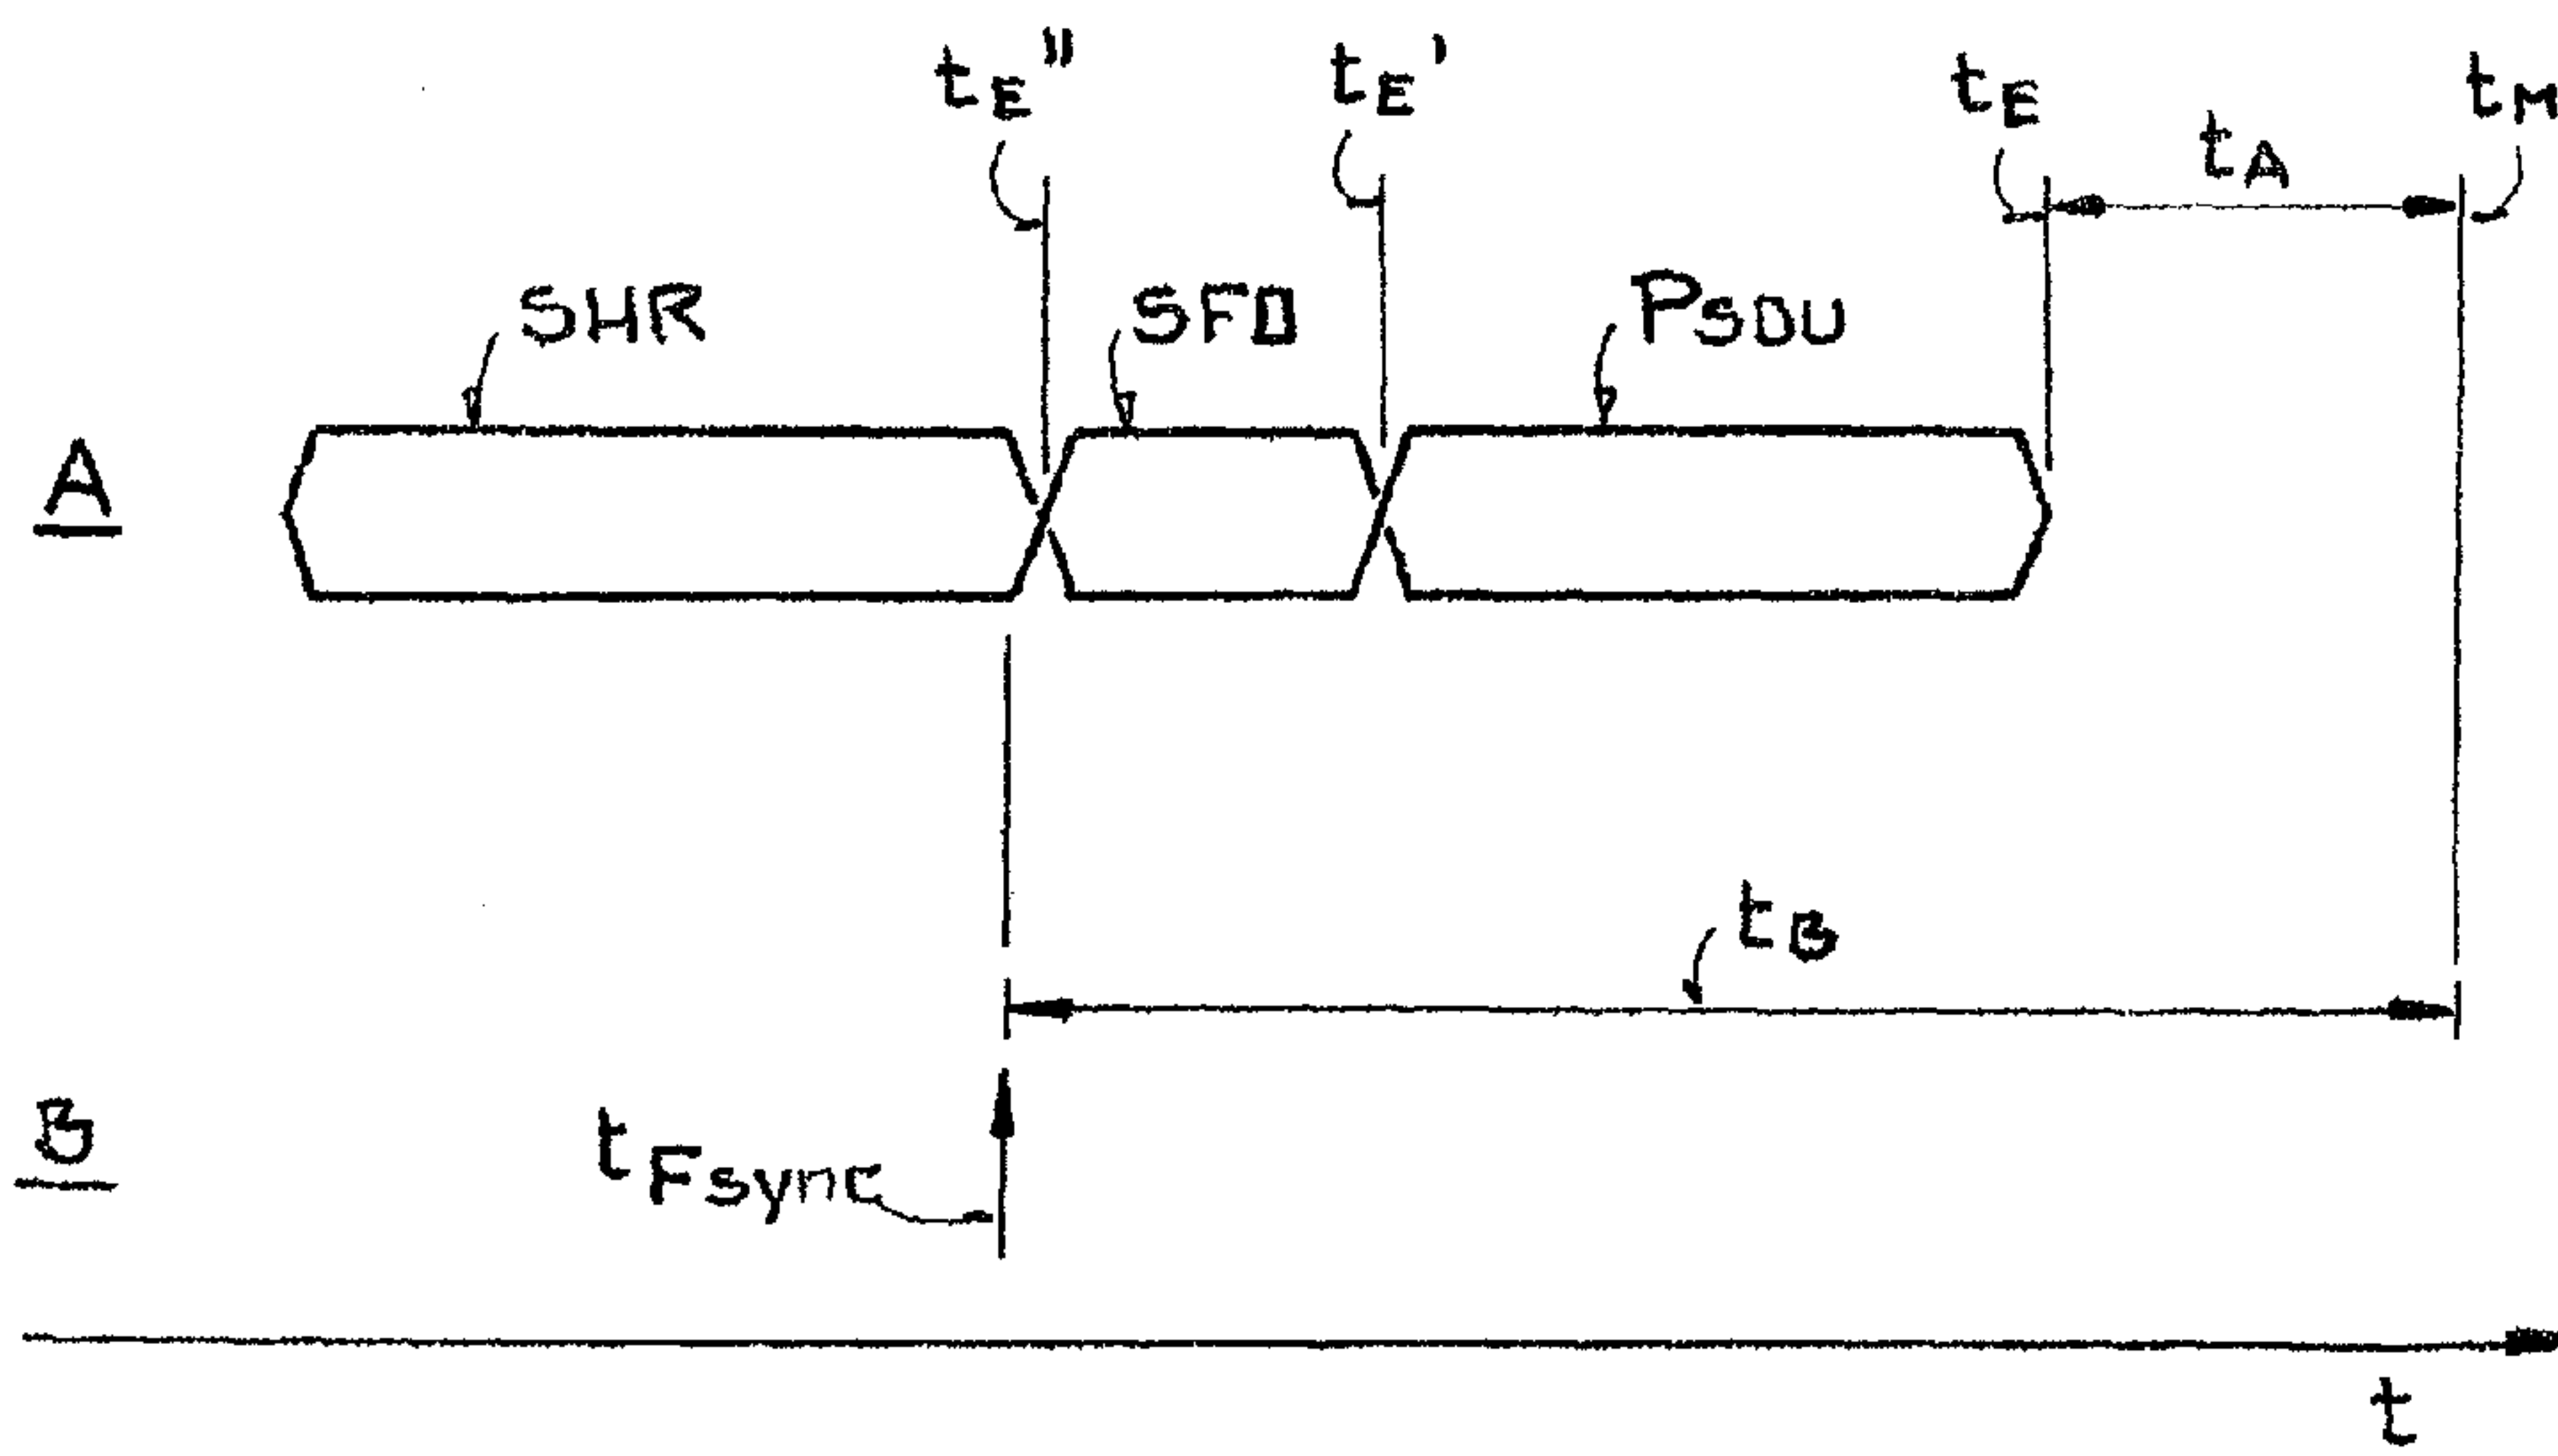 tE'' tE' tE tA tM
SHR SFD PSDU
A
tB
B
tFsync
t